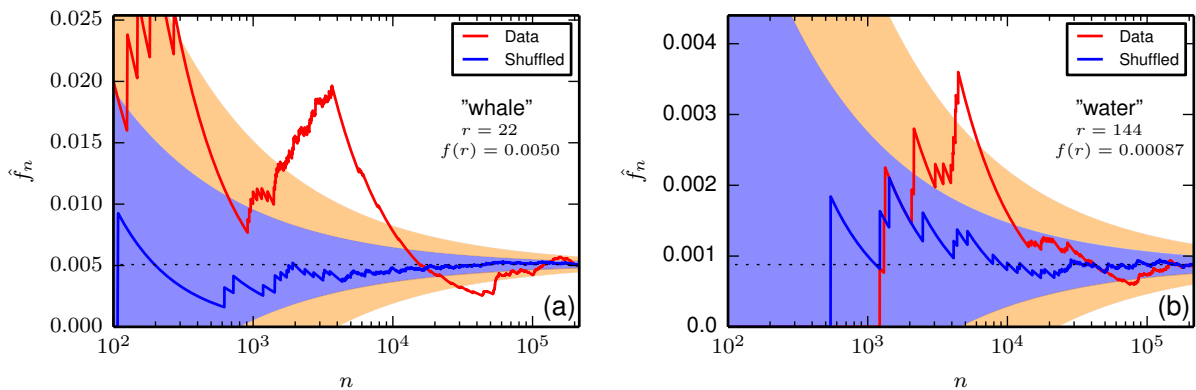 0.025
0.020
0.015
0.010
0.005
0.000
f̂ₙ
Data
Shuffled
"whale"
r = 22
f(r) = 0.0050
(a)
10² 10³ 10⁴ 10⁵
n
0.004
0.003
0.002
0.001
0.0
f̂ₙ
Data
Shuffled
"water"
r = 144
f(r) = 0.00087
(b)
10² 10³ 10⁴ 10⁵
n